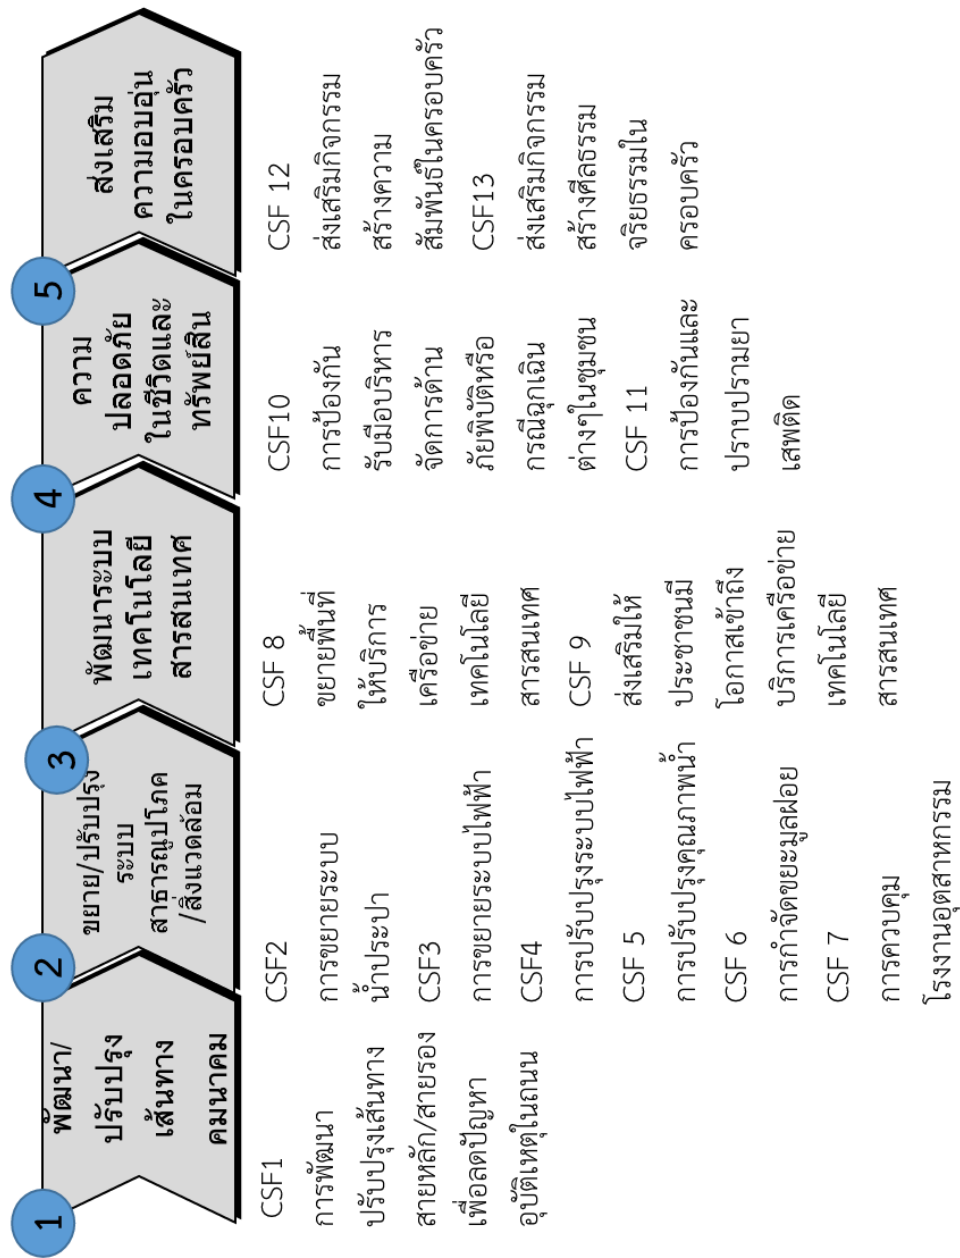 1
พัฒนา/
ปรับปรุง
เส้นทาง
คมนาคม
2
ขยาย/ปรับปรุง
ระบบ
สาธารณูปโภค
/สิ่งแวดล้อม
3
พัฒนาระบบ
เทคโนโลยี
สารสนเทศ
4
ความ
ปลอดภัย
ในชีวิตและ
ทรัพย์สิน
5
ส่งเสริม
ความอบอุ่น
ในครอบครัว
CSF1
การพัฒนา
ปรับปรุงเส้นทาง
สายหลัก/สายรอง
เพื่อลดปัญหา
อุบัติเหตุในถนน
CSF2
การขยายระบบ
น้ำประปา
CSF3
การขยายระบบไฟฟ้า
CSF4
การปรับปรุงระบบไฟฟ้า
CSF 5
การปรับปรุงคุณภาพน้ำ
CSF 6
การกำจัดขยะมูลฝอย
CSF 7
การควบคุม
โรงงานอุตสาหกรรม
CSF 8
ขยายพื้นที่
ให้บริการ
เครือข่าย
เทคโนโลยี
สารสนเทศ
CSF 9
ส่งเสริมให้
ประชาชนมี
โอกาสเข้าถึง
บริการเครือข่าย
เทคโนโลยี
สารสนเทศ
CSF10
การป้องกัน
รับมือบริหาร
จัดการด้าน
ภัยพิบัติหรือ
กรณีฉุกเฉิน
ต่างๆในชุมชน
CSF 11
การป้องกันและ
ปราบปรามยา
เสพติด
CSF 12
ส่งเสริมกิจกรรม
สร้างความ
สัมพันธ์ในครอบครัว
CSF13
ส่งเสริมกิจกรรม
สร้างศีลธรรม
จริยธรรมใน
ครอบครัว